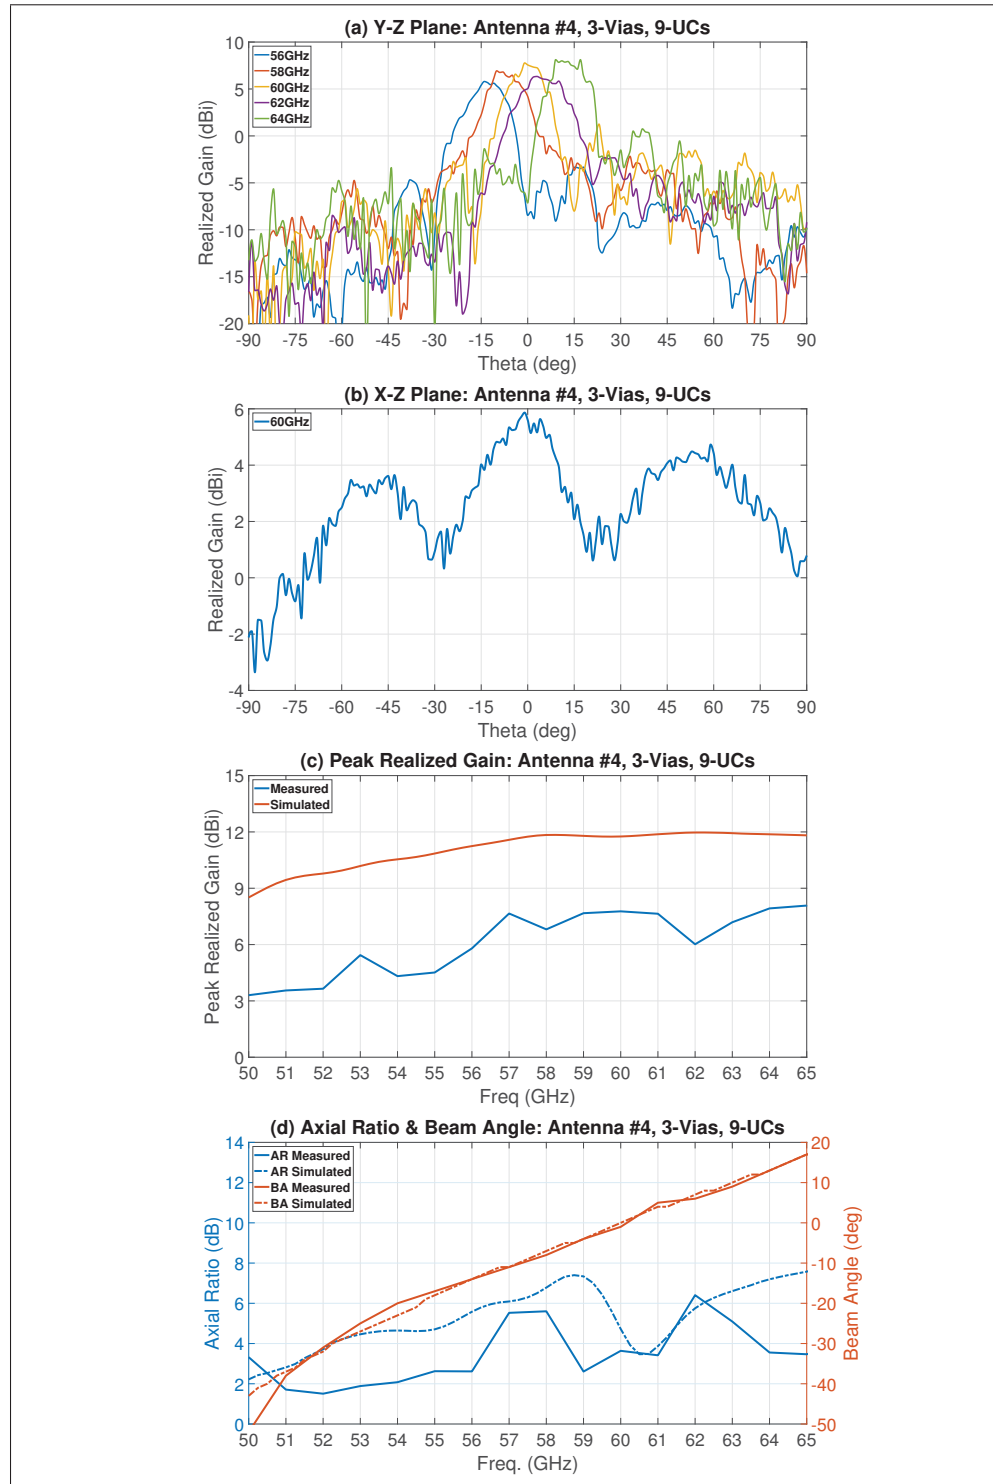 (a) Y-Z Plane: Antenna #4, 3-Vias, 9-UCs
56GHz
58GHz
60GHz
62GHz
64GHz
10
5
0
-5
-10
-15
-20
Realized Gain (dBi)
-90 -75 -60 -45 -30 -15 0 15 30 45 60 75 90
Theta (deg)
(b) X-Z Plane: Antenna #4, 3-Vias, 9-UCs
60GHz
6
4
2
0
-2
-4
Realized Gain (dBi)
-90 -75 -60 -45 -30 -15 0 15 30 45 60 75 90
Theta (deg)
(c) Peak Realized Gain: Antenna #4, 3-Vias, 9-UCs
Measured
Simulated
15
12
9
6
3
0
Peak Realized Gain (dBi)
50 51 52 53 54 55 56 57 58 59 60 61 62 63 64 65
Freq (GHz)
(d) Axial Ratio & Beam Angle: Antenna #4, 3-Vias, 9-UCs
AR Measured
AR Simulated
BA Measured
BA Simulated
14
12
10
8
6
4
2
0
Axial Ratio (dB)
20
10
0
-10
-20
-30
-40
-50
Beam Angle (deg)
50 51 52 53 54 55 56 57 58 59 60 61 62 63 64 65
Freq. (GHz)